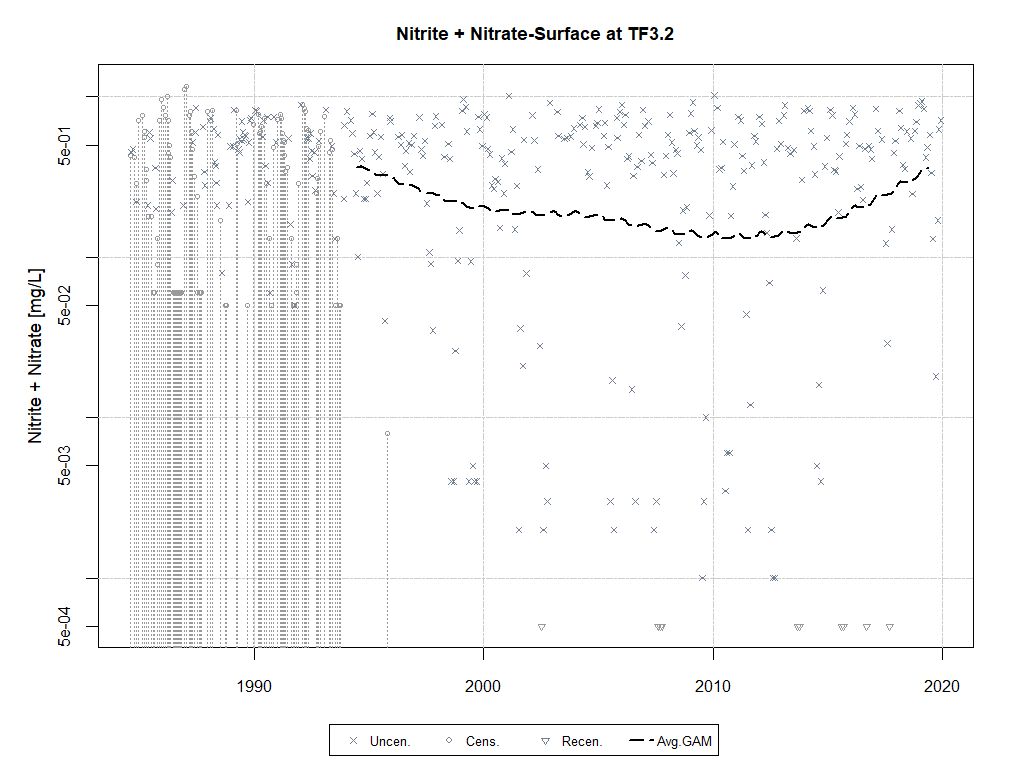 Nitrite + Nitrate-Surface at TF3.2
Nitrite + Nitrate [mg/L]
5e-01
5e-02
5e-03
5e-04
1990
2000
2010
2020
Uncen.
Cens.
Recen.
Avg.GAM